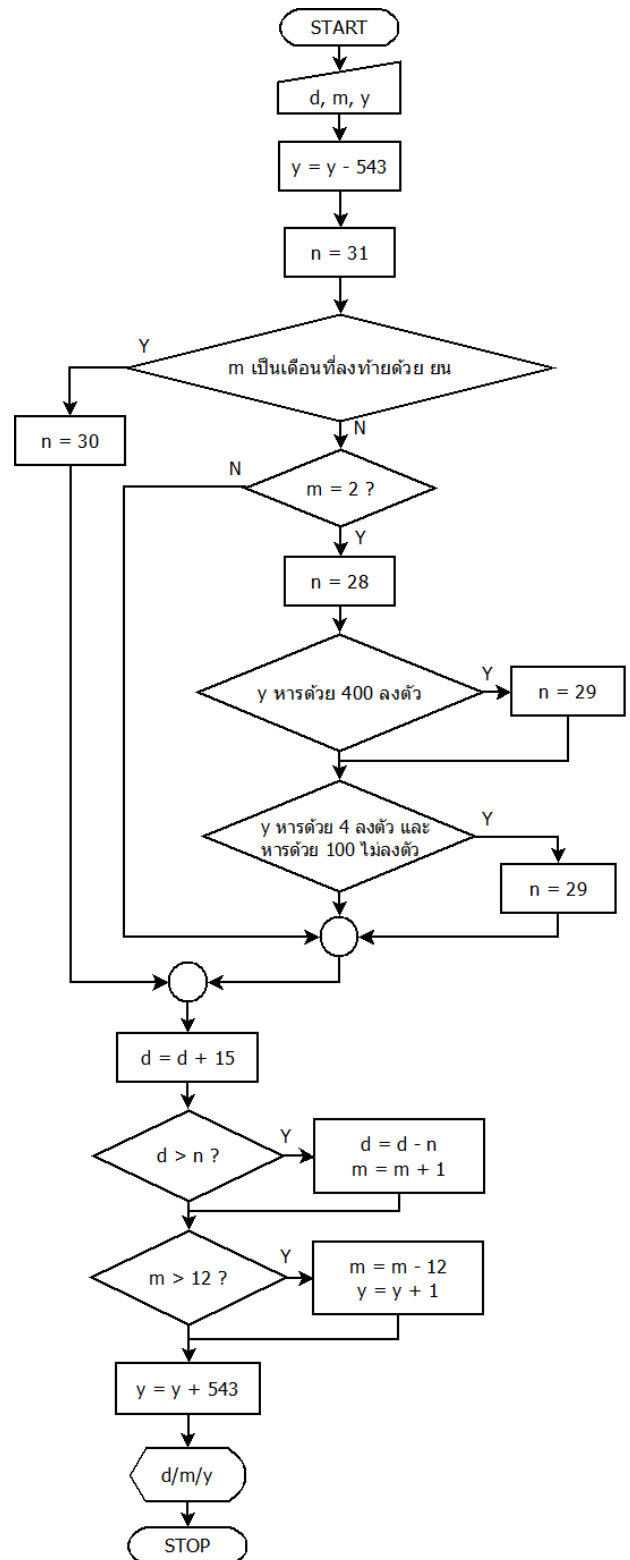 START
d, m, y
y = y - 543
n = 31
Y
m เป็นเดือนที่ลงท้ายด้วย ยน
n = 30
N
N
m = 2 ?
Y
n = 28
y หารด้วย 400 ลงตัว
Y
n = 29
y หารด้วย 4 ลงตัว และ
หารด้วย 100 ไม่ลงตัว
Y
n = 29
d = d + 15
d > n ?
Y
d = d - n
m = m + 1
m > 12 ?
Y
m = m - 12
y = y + 1
y = y + 543
d/m/y
STOP